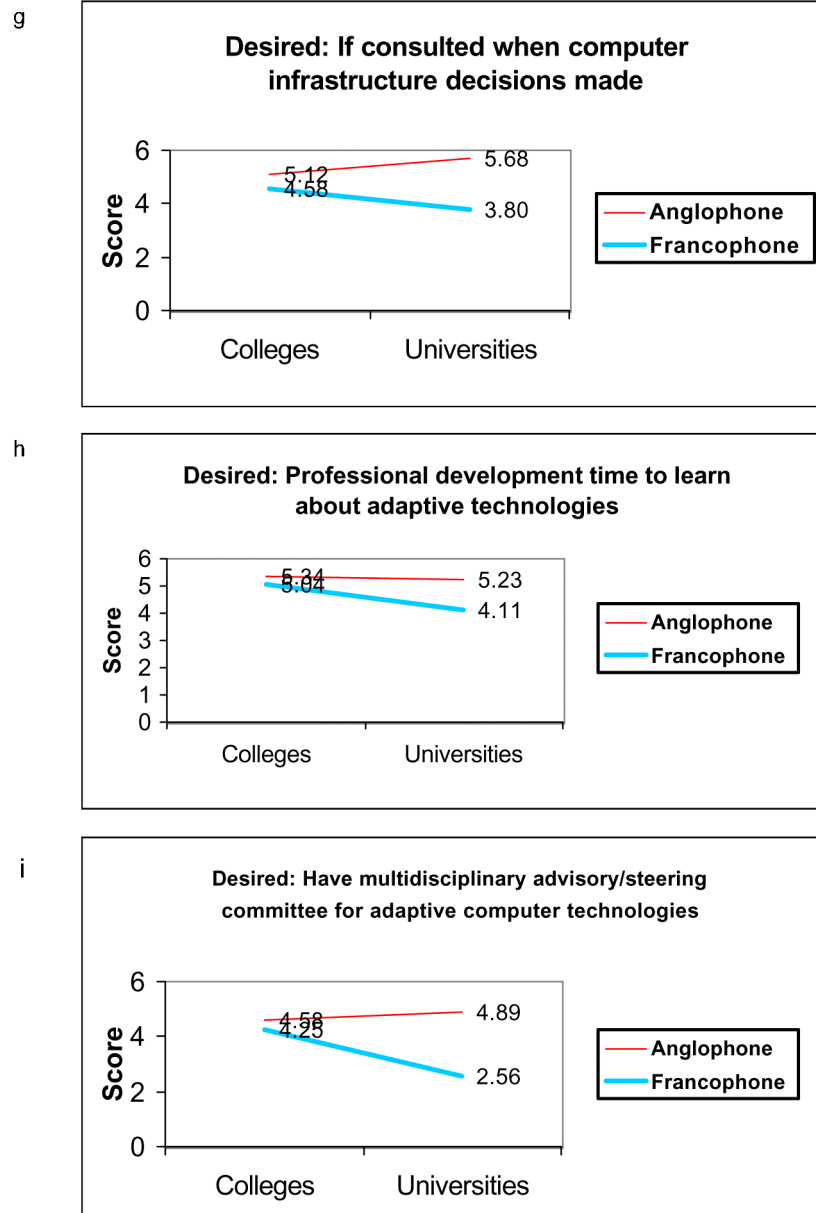 g
Desired: If consulted when computer
infrastructure decisions made
6
4
2
0
Score
5.12
4.58
5.68
3.80
Colleges
Universities
Anglophone
Francophone
h
Desired: Professional development time to learn
about adaptive technologies
6
5
4
3
2
1
0
Score
5.34
5.04
5.23
4.11
Colleges
Universities
Anglophone
Francophone
i
Desired: Have multidisciplinary advisory/steering
committee for adaptive computer technologies
6
4
2
0
Score
4.58
4.25
4.89
2.56
Colleges
Universities
Anglophone
Francophone